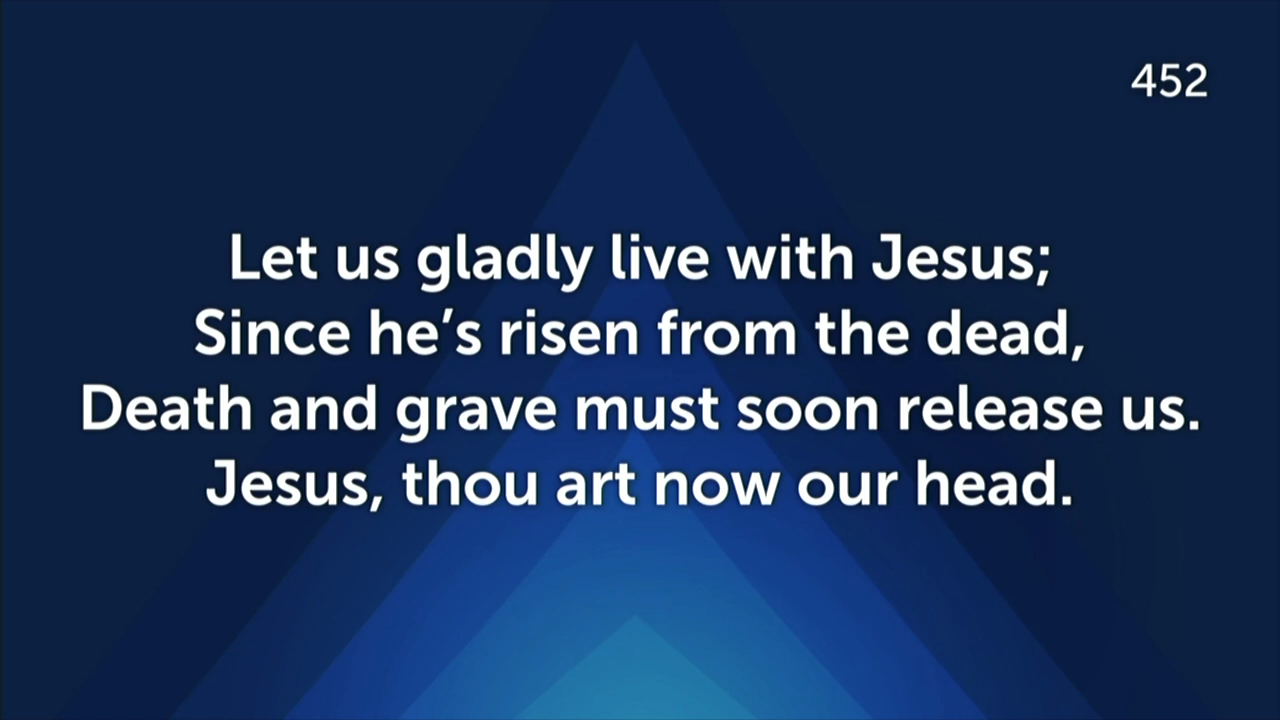 452
Let us gladly live with Jesus;
Since he’s risen from the dead,
Death and grave must soon release us.
Jesus, thou art now our head.